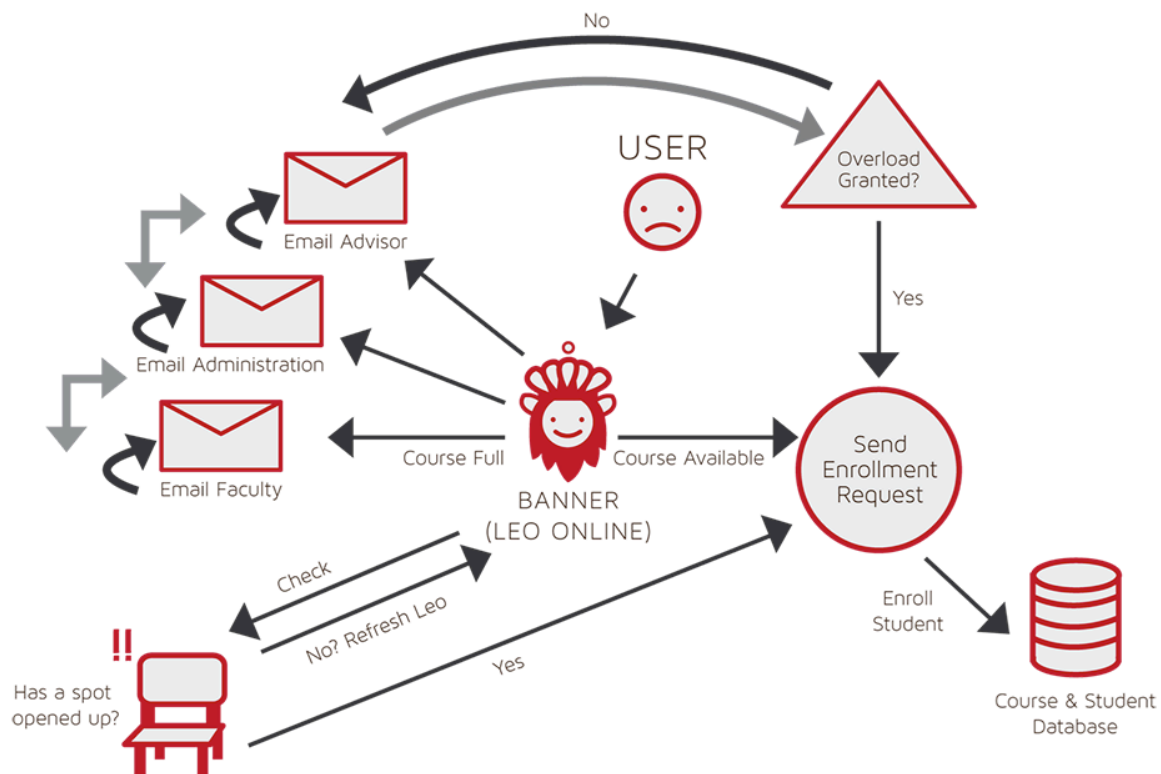 No
USER
Overload
Granted?
Email Advisor
Yes
Email Administration
Course Full
Course Available
Send
Enrollment
Request
Email Faculty
BANNER
(LEO ONLINE)
Check
No? Refresh Leo
Yes
Enroll
Student
!!
Has a spot
opened up?
Course & Student
Database